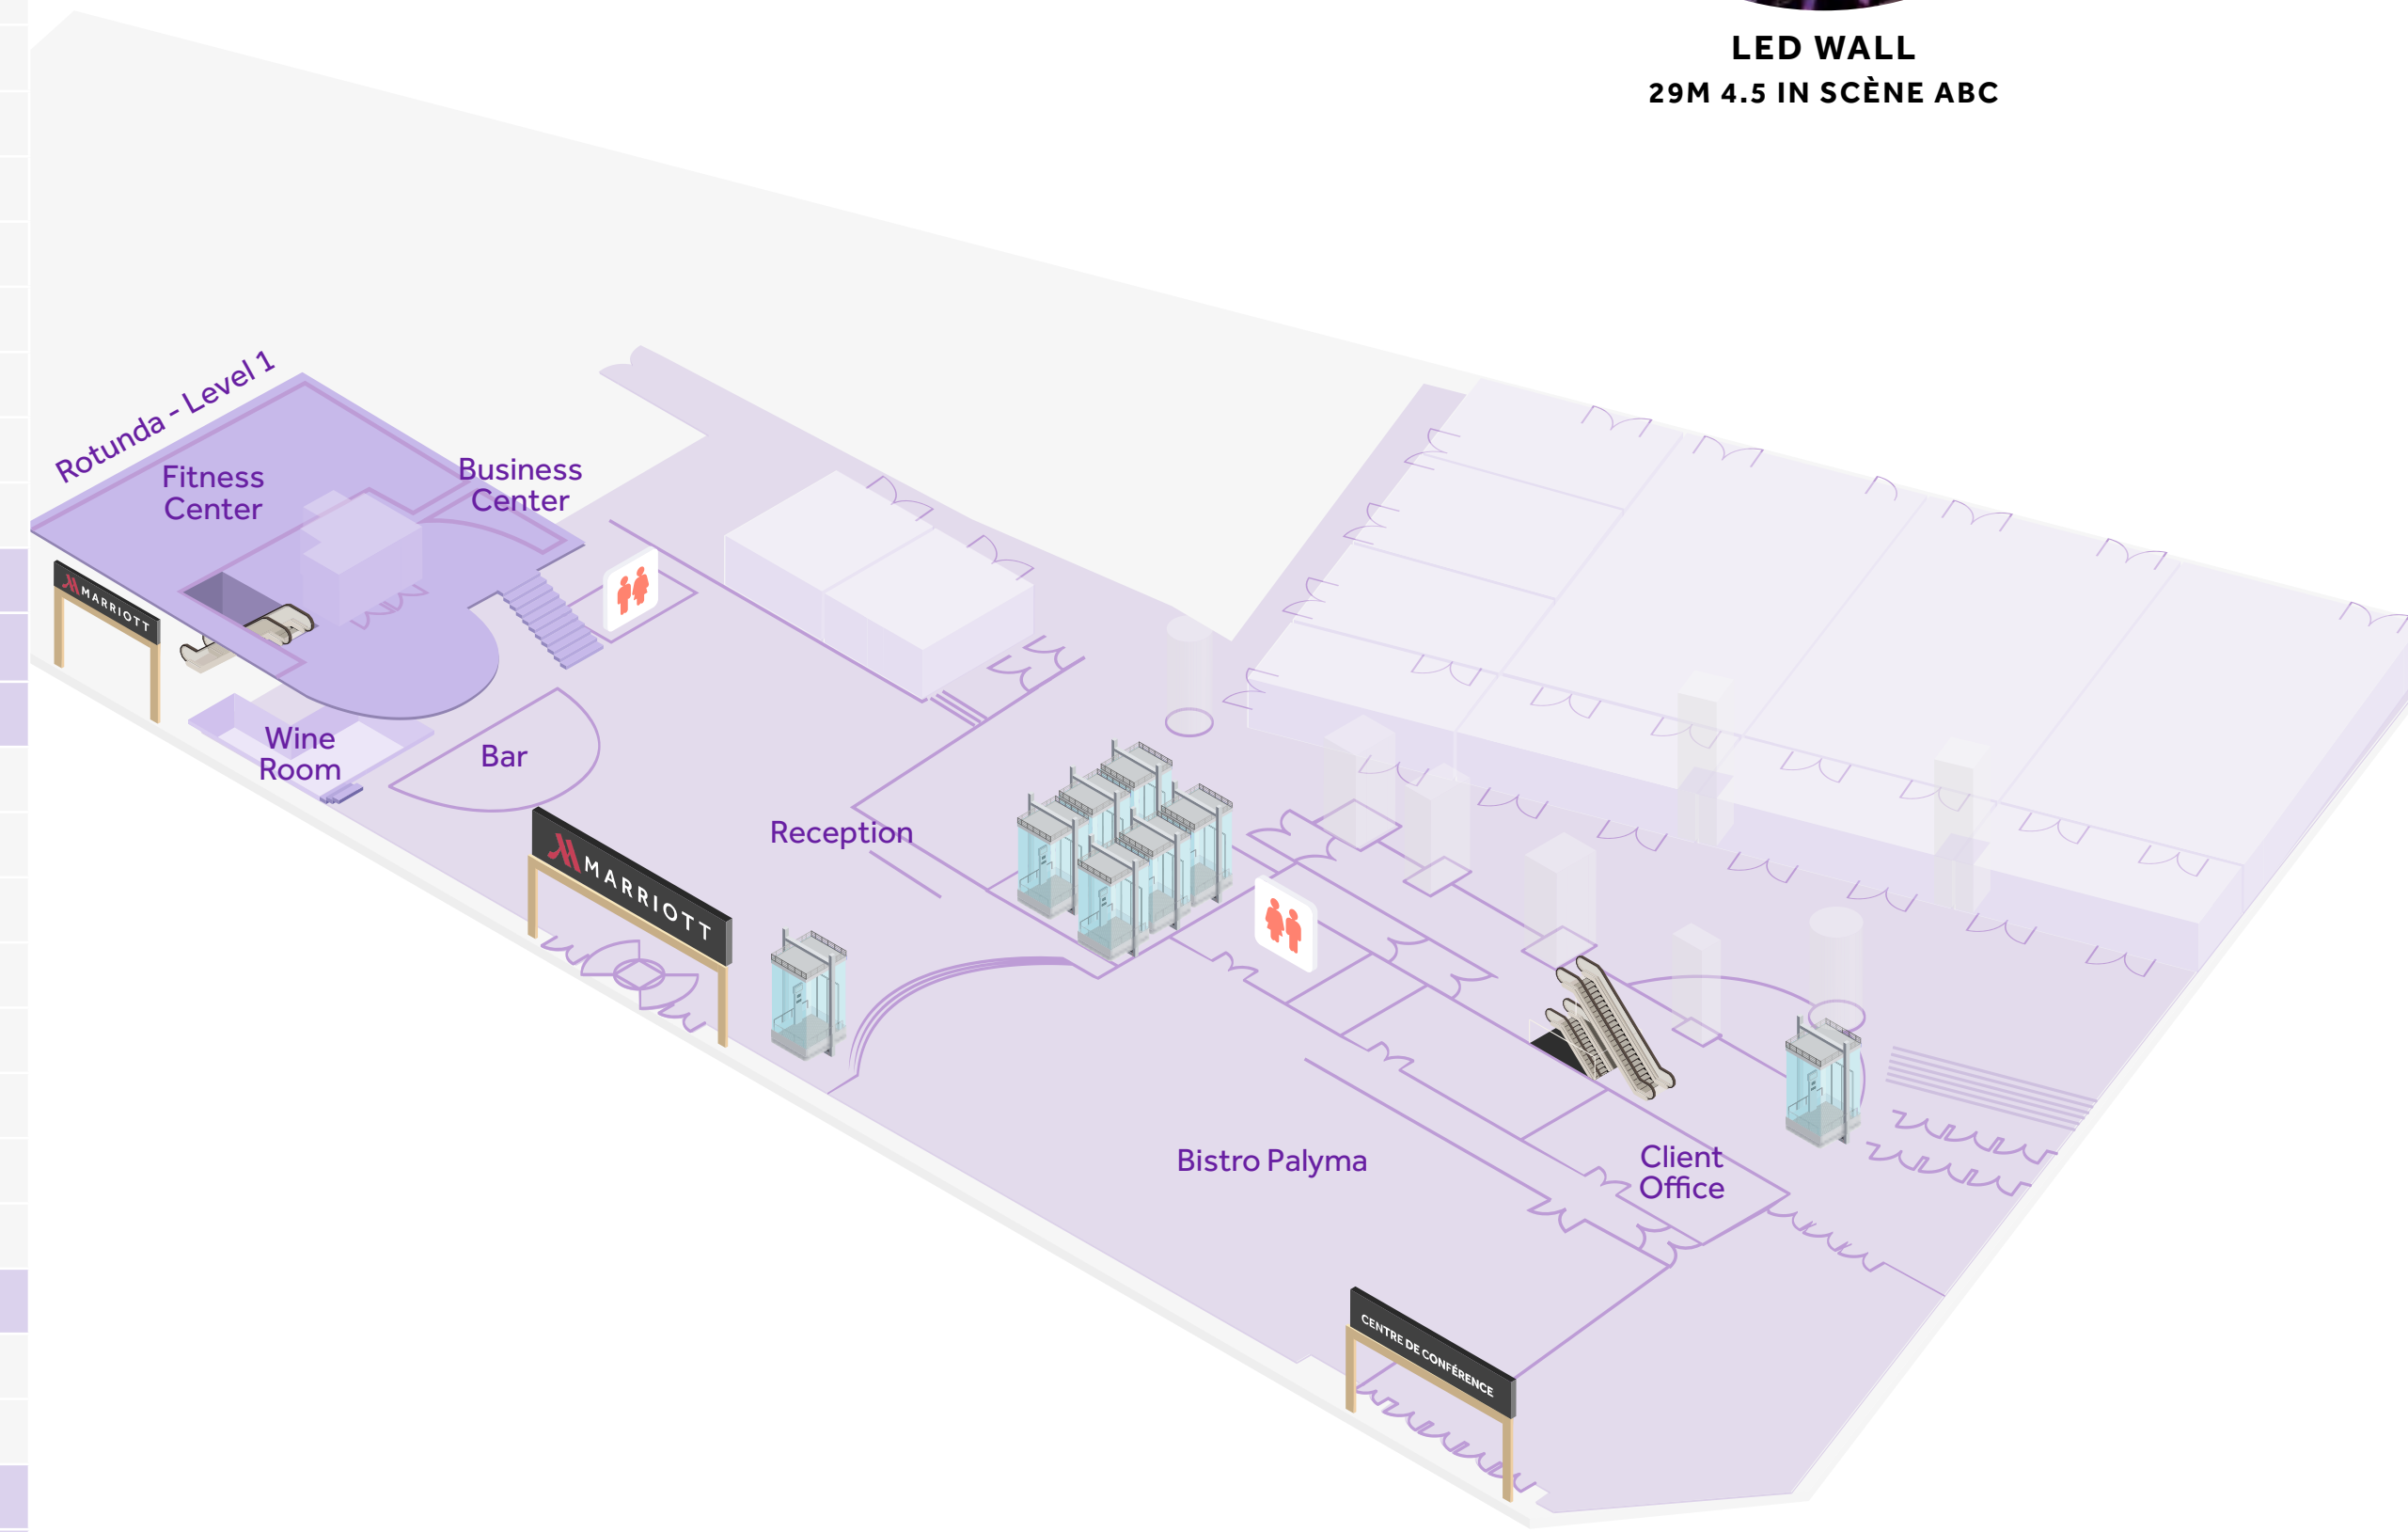 LED WALL
29M 4.5 IN SCÈNE ABC
Rotunda - Level 1
Fitness
Center
Business
Center
MARRIOTT
Wine
Room
Bar
MARRIOTT
Reception
Bistro Palyma
Client
Office
CENTRE DE CONFÉRENCE